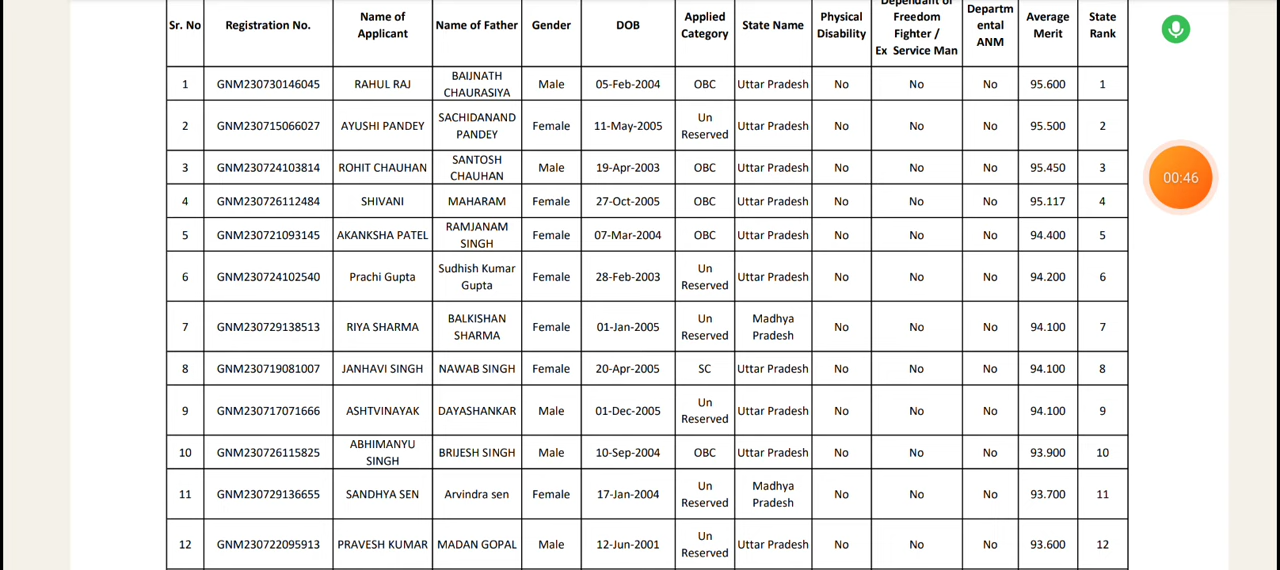 Sr. No Registration No. Name of Applicant Name of Father Gender DOB Applied Category State Name Physical Disability Dependant of Freedom Fighter / Ex Service Man Departm ental ANM Average Merit State Rank
1 GNM230730146045 RAHUL RAJ BAIJNATH CHAURASIYA Male 05-Feb-2004 OBC Uttar Pradesh No No No 95.600 1
2 GNM230715066027 AYUSHI PANDEY SACHIDANAND PANDEY Female 11-May-2005 Un Reserved Uttar Pradesh No No No 95.500 2
3 GNM230724103814 ROHIT CHAUHAN SANTOSH CHAUHAN Male 19-Apr-2003 OBC Uttar Pradesh No No No 95.450 3
4 GNM230726112484 SHIVANI MAHARAM Female 27-Oct-2005 OBC Uttar Pradesh No No No 95.117 4
5 GNM230721093145 AKANKSHA PATEL RAMJANAM SINGH Female 07-Mar-2004 OBC Uttar Pradesh No No No 94.400 5
6 GNM230724102540 Prachi Gupta Sudhish Kumar Gupta Female 28-Feb-2003 Un Reserved Uttar Pradesh No No No 94.200 6
7 GNM230729138513 RIYA SHARMA BALKISHAN SHARMA Female 01-Jan-2005 Un Reserved Madhya Pradesh No No No 94.100 7
8 GNM230719081007 JANHAVI SINGH NAWAB SINGH Female 20-Apr-2005 SC Uttar Pradesh No No No 94.100 8
9 GNM230717071666 ASHTVINAYAK DAYASHANKAR Male 01-Dec-2005 Un Reserved Uttar Pradesh No No No 94.100 9
10 GNM230726115825 ABHIMANYU SINGH BRIJESH SINGH Male 10-Sep-2004 OBC Uttar Pradesh No No No 93.900 10
11 GNM230729136655 SANDHYA SEN Arvindra sen Female 17-Jan-2004 Un Reserved Madhya Pradesh No No No 93.700 11
12 GNM230722095913 PRAVESH KUMAR MADAN GOPAL Male 12-Jun-2001 Un Reserved Uttar Pradesh No No No 93.600 12
00:46